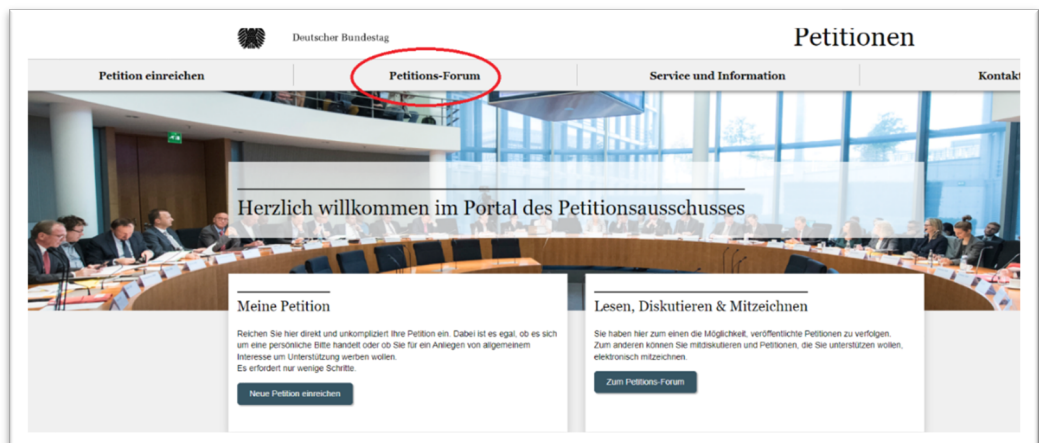 Deutscher Bundestag
Petitionen
Petition einreichen
Petitions-Forum
Service und Information
Kontakt
Herzlich willkommen im Portal des Petitionsausschusses
Meine Petition
Reichen Sie hier direkt und unkompliziert Ihre Petition ein. Dabei ist es egal, ob es sich
um eine persönliche Bitte handelt oder ob Sie für ein Anliegen von allgemeinem
Interesse um Unterstützung werben wollen.
Es erfordert nur wenige Schritte.
Neue Petition einreichen
Lesen, Diskutieren & Mitzeichnen
Sie haben hier zum einen die Möglichkeit, veröffentlichte Petitionen zu verfolgen.
Zum anderen können Sie mitdiskutieren und Petitionen, die Sie unterstützen wollen,
elektronisch mitzeichnen.
Zum Petitions-Forum